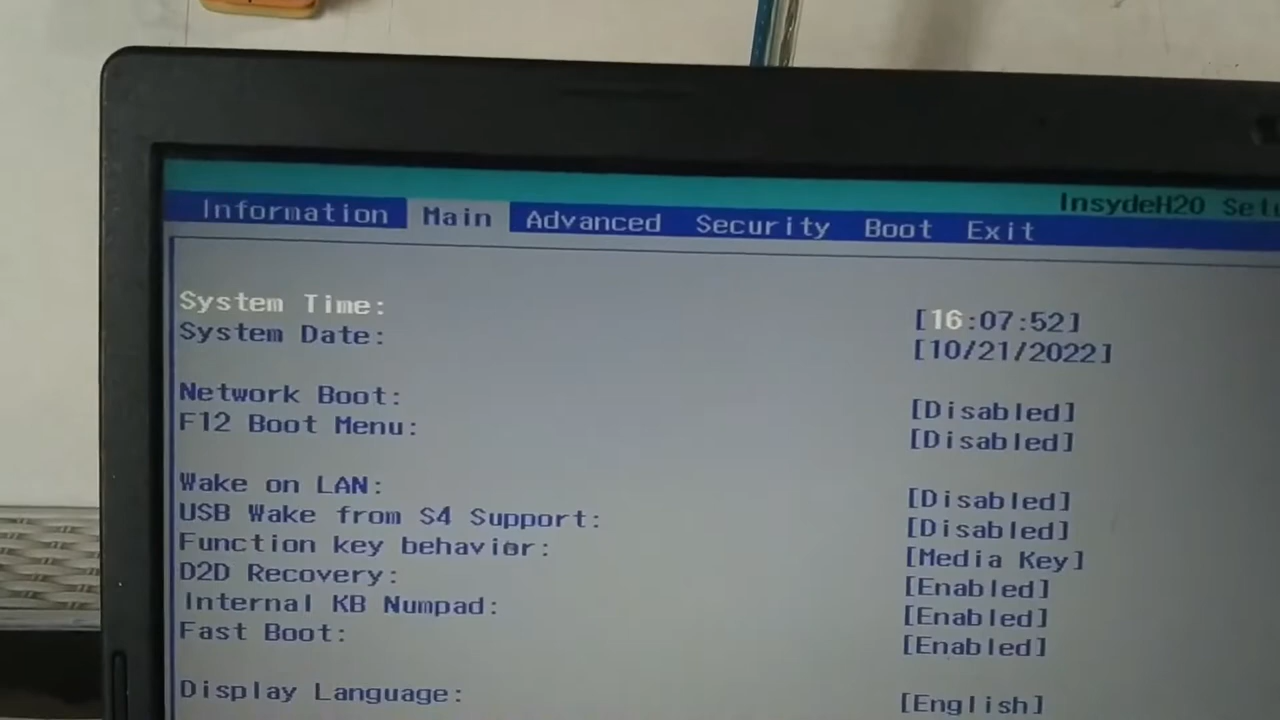 InsydeH20
Information Main Advanced Security Boot Exit
System Time: [16:07:52]
System Date: [10/21/2022]
Network Boot: [Disabled]
F12 Boot Menu: [Disabled]
Wake on LAN: [Disabled]
USB Wake from S4 Support: [Disabled]
Function key behavior: [Media Key]
D2D Recovery: [Enabled]
Internal KB Numpad: [Enabled]
Fast Boot: [Enabled]
Display Language: [English]